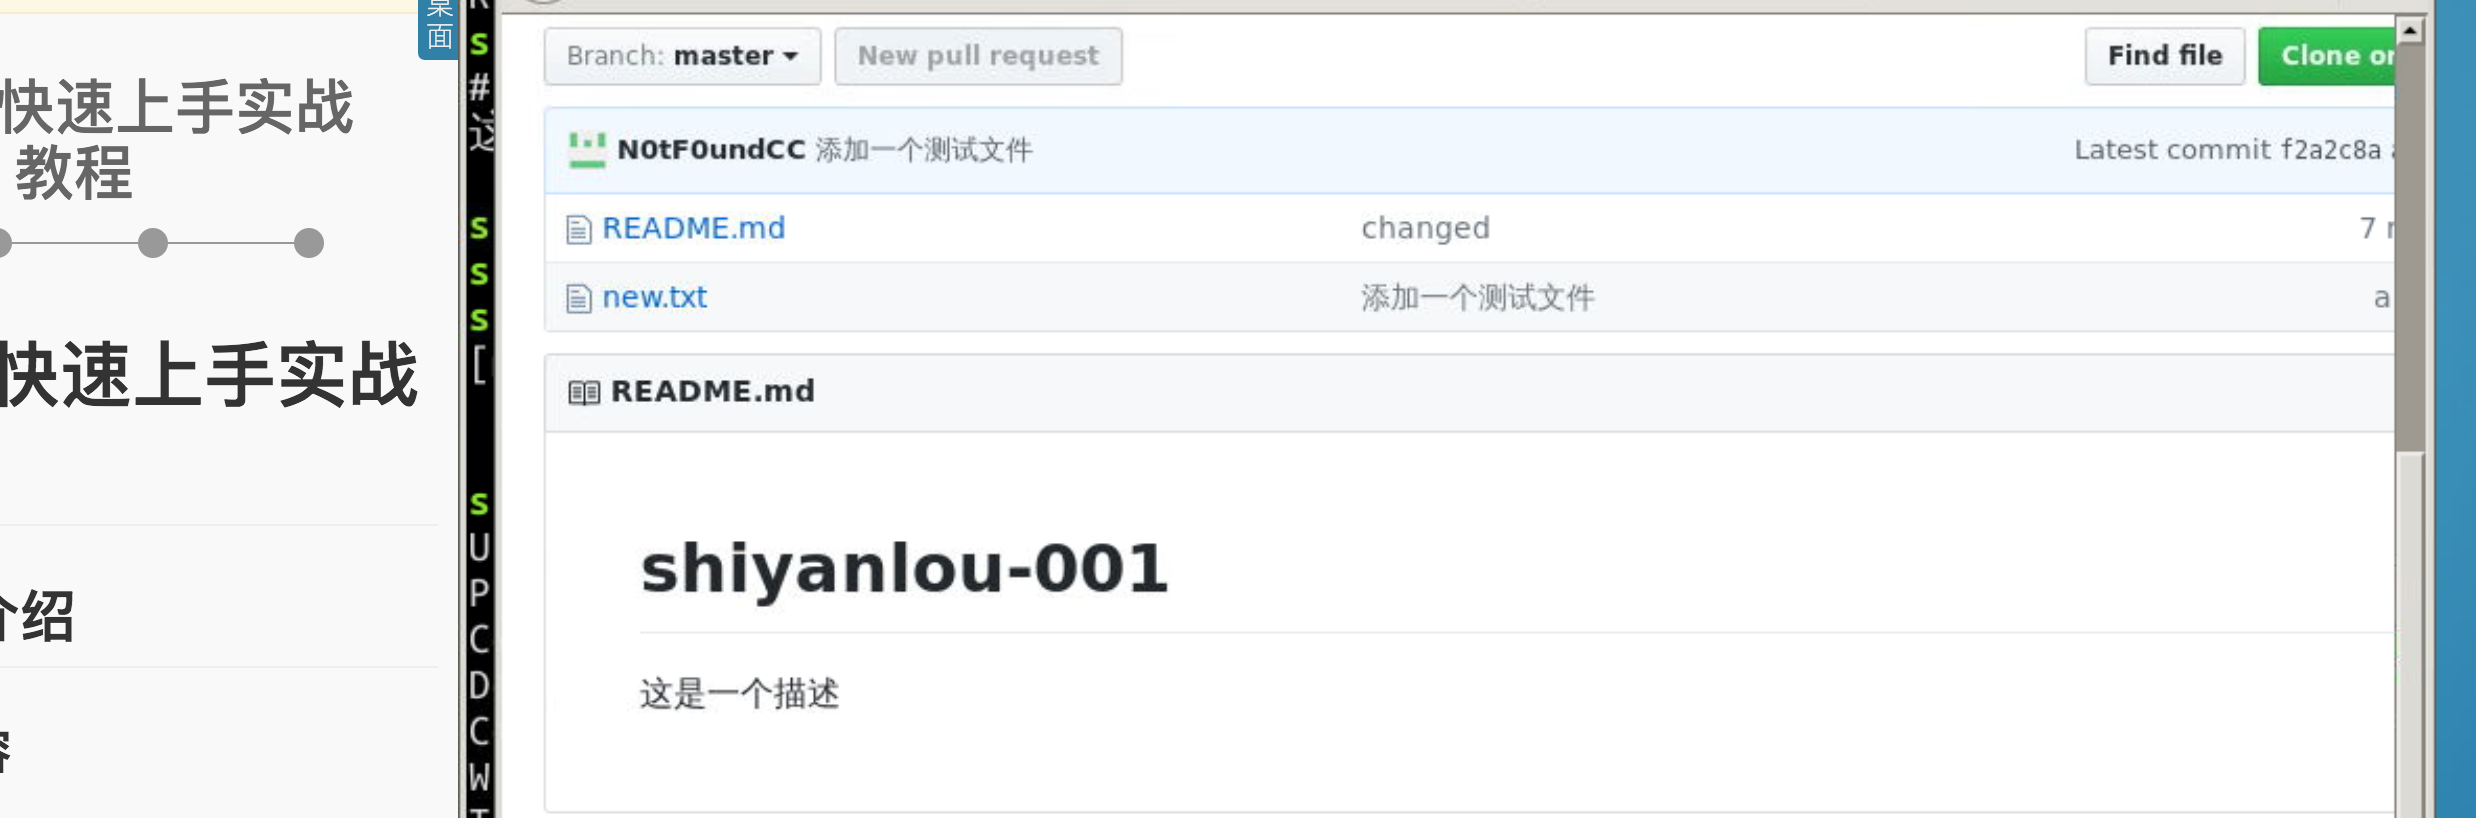 桌面
快速上手实战
教程
快速上手实战
介绍
s
#
这
s
s
s
[
s
U
P
C
D
C
W
Branch: master
New pull request
Find file
Clone or
N0tF0undCC 添加一个测试文件
Latest commit f2a2c8a
README.md
changed
7
new.txt
添加一个测试文件
a
README.md
shiyanlou-001
这是一个描述